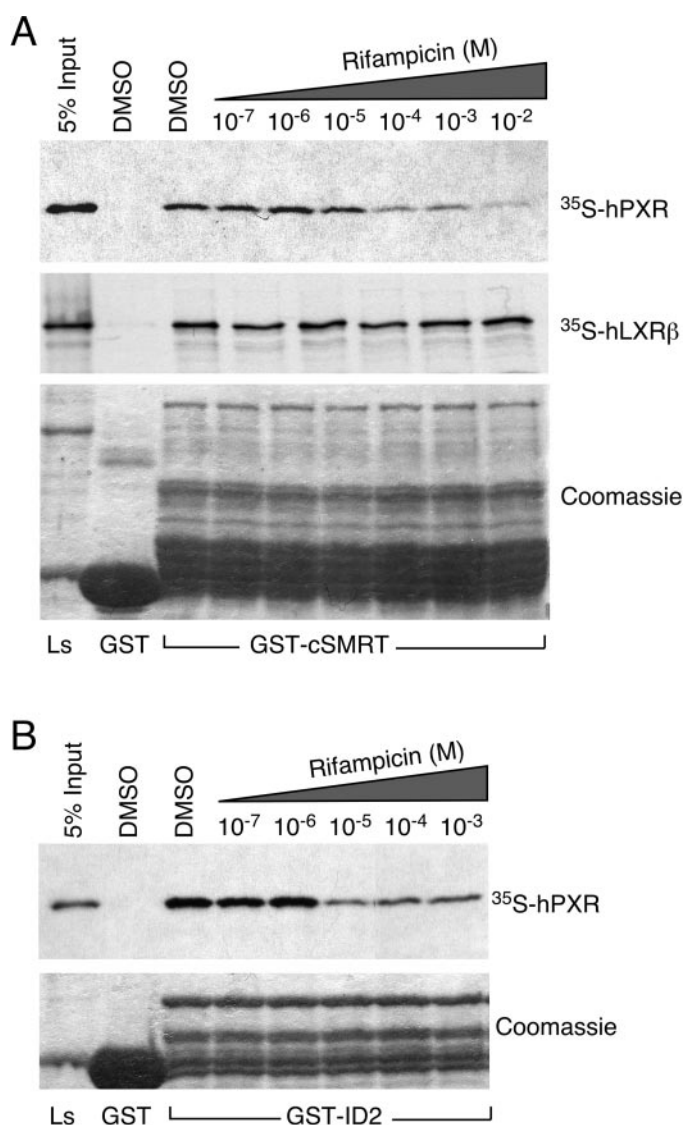 A
5% Input DMSO DMSO Rifampicin (M)
10-7 10-6 10-5 10-4 10-3 10-2
35S-hPXR
35S-hLXRβ
Coomassie
Ls GST GST-cSMRT
B
5% Input DMSO DMSO Rifampicin (M)
10-7 10-6 10-5 10-4 10-3
35S-hPXR
Coomassie
Ls GST GST-ID2